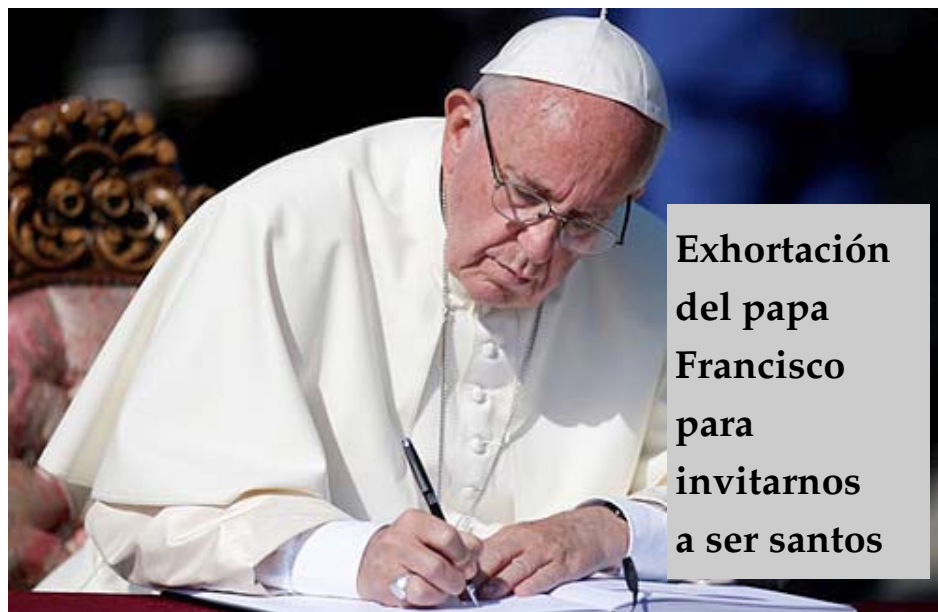 Exhortación
del papa
Francisco
para
invitarnos
a ser santos